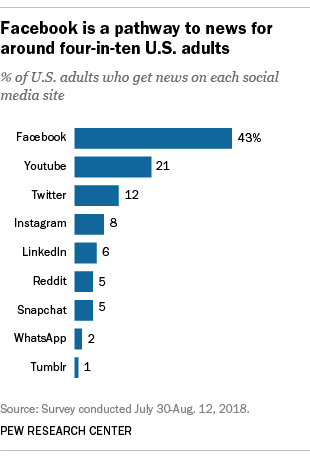 Facebook is a pathway to news for
around four-in-ten U.S. adults
% of U.S. adults who get news on each social
media site
Facebook 43%
Youtube 21
Twitter 12
Instagram 8
LinkedIn 6
Reddit 5
Snapchat 5
WhatsApp 2
Tumblr 1
Source: Survey conducted July 30-Aug. 12, 2018.
PEW RESEARCH CENTER